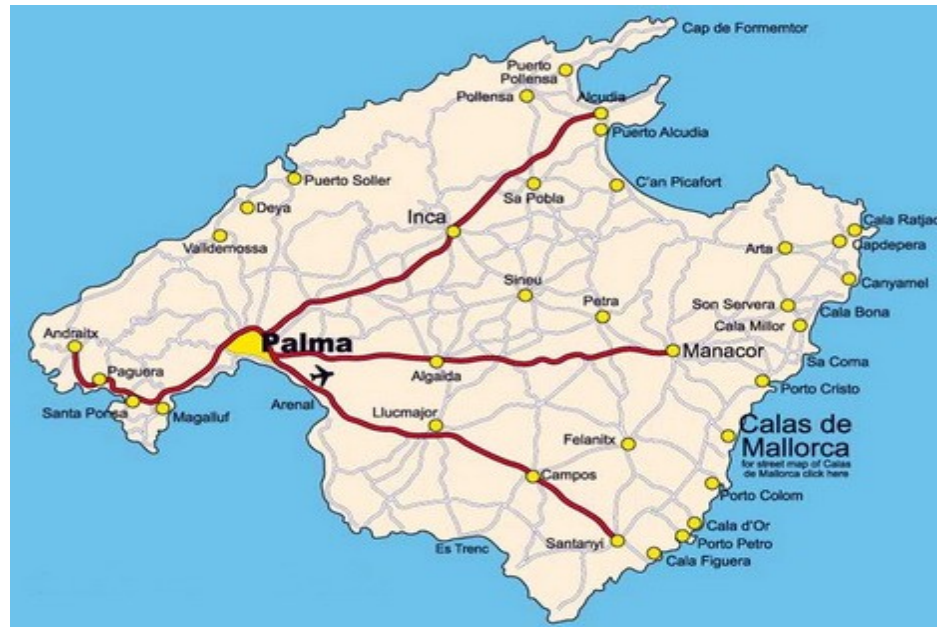 Cap de Formemtor
Puerto
Pollensa
Pollensa
Alcudia
Puerto Alcudia
Puerto Soller
Sa Pobla
C'an Picafort
Deya
Inca
Cala Ratjad
Valldemossa
Arta
Capdepera
Sineu
Canyamel
Petra
Son Servera
Cala Bona
Cala Millor
Andraitx
Palma
Manacor
Paguera
Algaida
Sa Coma
Porto Cristo
Santa Ponsa
Magalluf
Arenal
Llucmajor
Calas de
Mallorca
for street map of Calas
de Mallorca click here
Felanitx
Campos
Porto Colom
Cala d'Or
Es Trenc
Santanyi
Porto Petro
Cala Figuera